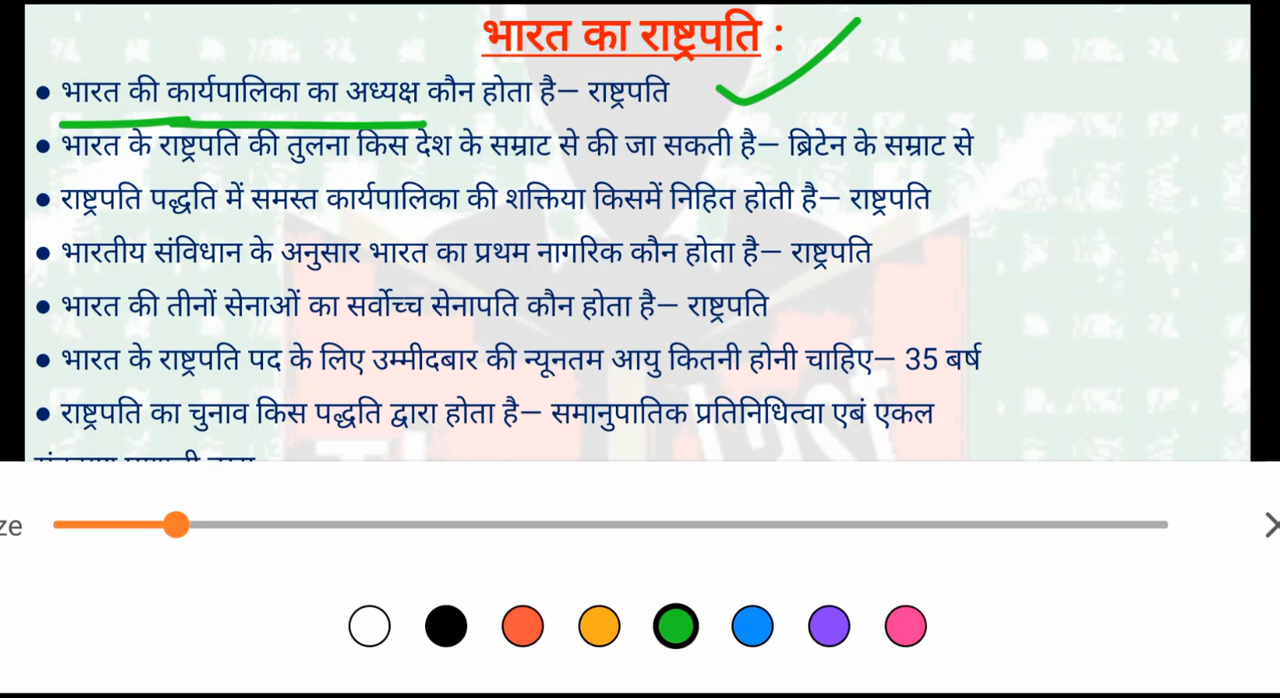 भारत का राष्ट्रपति :
● भारत की कार्यपालिका का अध्यक्ष कौन होता है– राष्ट्रपति
● भारत के राष्ट्रपति की तुलना किस देश के सम्राट से की जा सकती है– ब्रिटेन के सम्राट से
● राष्ट्रपति पद्धति में समस्त कार्यपालिका की शक्तिया किसमें निहित होती है– राष्ट्रपति
● भारतीय संविधान के अनुसार भारत का प्रथम नागरिक कौन होता है– राष्ट्रपति
● भारत की तीनों सेनाओं का सर्वोच्च सेनापति कौन होता है– राष्ट्रपति
● भारत के राष्ट्रपति पद के लिए उम्मीदबार की न्यूनतम आयु कितनी होनी चाहिए– 35 बर्ष
● राष्ट्रपति का चुनाव किस पद्धति द्वारा होता है– समानुपातिक प्रतिनिधित्वा एबं एकल
ze